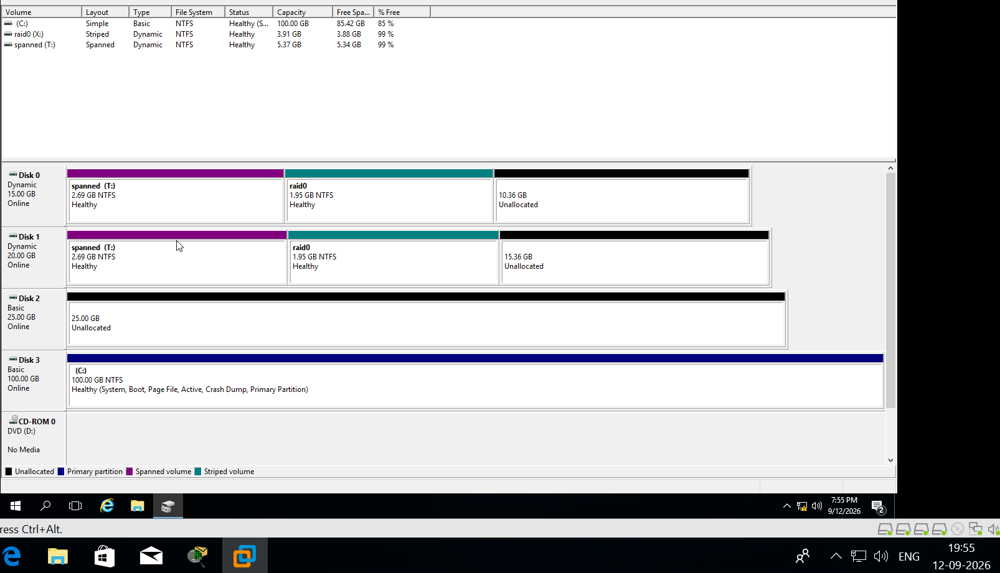 Volume Layout Type File System Status Capacity Free Spa... % Free
(C:) Simple Basic NTFS Healthy (S... 100.00 GB 85.42 GB 85 %
raid0 (X:) Striped Dynamic NTFS Healthy 3.91 GB 3.88 GB 99 %
spanned (T:) Spanned Dynamic NTFS Healthy 5.37 GB 5.34 GB 99 %
Disk 0
Dynamic
15.00 GB
Online
spanned (T:)
2.69 GB NTFS
Healthy
raid0
1.95 GB NTFS
Healthy
10.36 GB
Unallocated
Disk 1
Dynamic
20.00 GB
Online
spanned (T:)
2.69 GB NTFS
Healthy
raid0
1.95 GB NTFS
Healthy
15.36 GB
Unallocated
Disk 2
Basic
25.00 GB
Online
25.00 GB
Unallocated
Disk 3
Basic
100.00 GB
Online
(C:)
100.00 GB NTFS
Healthy (System, Boot, Page File, Active, Crash Dump, Primary Partition)
CD-ROM 0
DVD (D:)
No Media
Unallocated Primary partition Spanned volume Striped volume
7:55 PM
9/12/2026
2
ress Ctrl+Alt.
ENG
19:55
12-09-2026